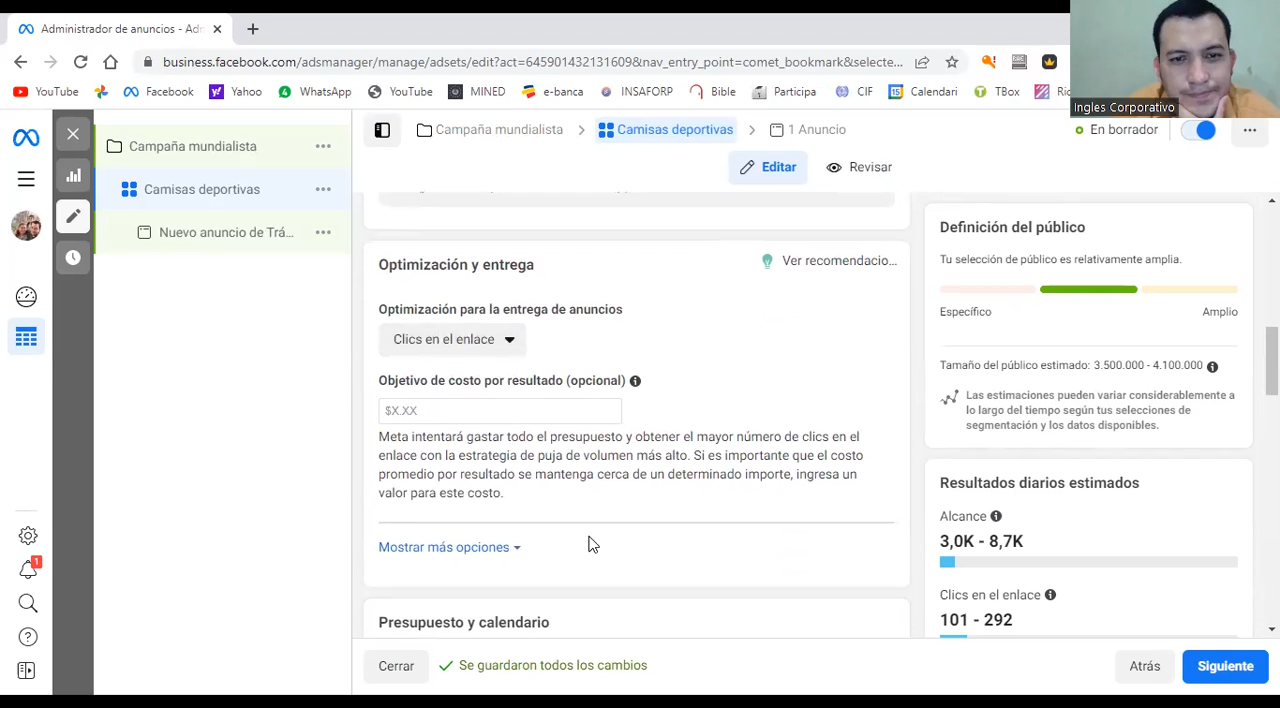 Administrador de anuncios - Adm
business.facebook.com/adsmanager/manage/adsets/edit?act=645901432131609&nav_entry_point=comet_bookmark&selecte...
YouTube
Facebook
Yahoo
WhatsApp
YouTube
MINED
e-banca
INSAFORP
Bible
Participa
CIF
Calendari
TBox
Ingles Corporativo
Campaña mundialista
Camisas deportivas
Nuevo anuncio de Trá...
Campaña mundialista
Camisas deportivas
1 Anuncio
En borrador
Editar
Revisar
Optimización y entrega
Ver recomendacio...
Optimización para la entrega de anuncios
Clics en el enlace
Objetivo de costo por resultado (opcional)
$X.XX
Meta intentará gastar todo el presupuesto y obtener el mayor número de clics en el
enlace con la estrategia de puja de volumen más alto. Si es importante que el costo
promedio por resultado se mantenga cerca de un determinado importe, ingresa un
valor para este costo.
Mostrar más opciones
Presupuesto y calendario
Definición del público
Tu selección de público es relativamente amplia.
Específico
Amplio
Tamaño del público estimado: 3.500.000 - 4.100.000
Las estimaciones pueden variar considerablemente a
lo largo del tiempo según tus selecciones de
segmentación y los datos disponibles.
Resultados diarios estimados
Alcance
3,0K - 8,7K
Clics en el enlace
101 - 292
1
Cerrar
Se guardaron todos los cambios
Atrás
Siguiente